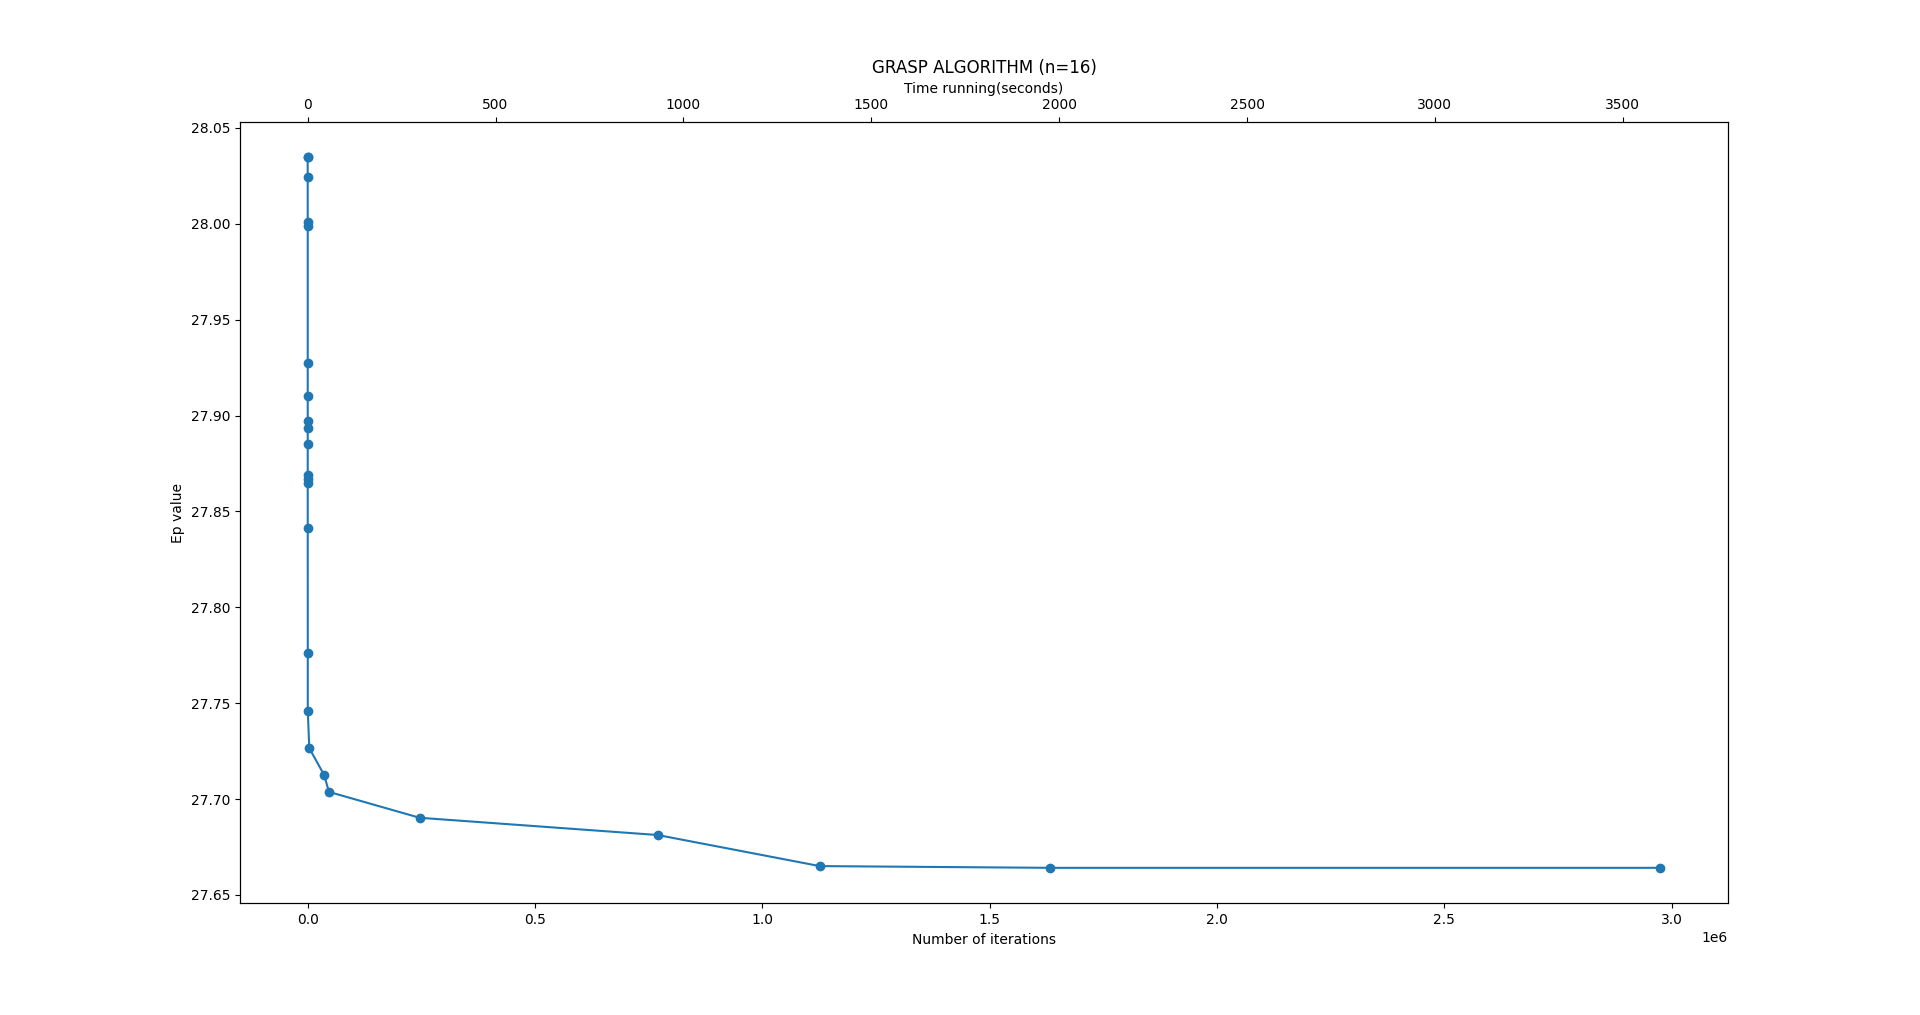 GRASP ALGORITHM (n=16)
Time running(seconds)
0 500 1000 1500 2000 2500 3000 3500
28.05
28.00
27.95
27.90
27.85
Ep value
27.80
27.75
27.70
27.65
0.0 0.5 1.0 1.5 2.0 2.5 3.0
Number of iterations
1e6